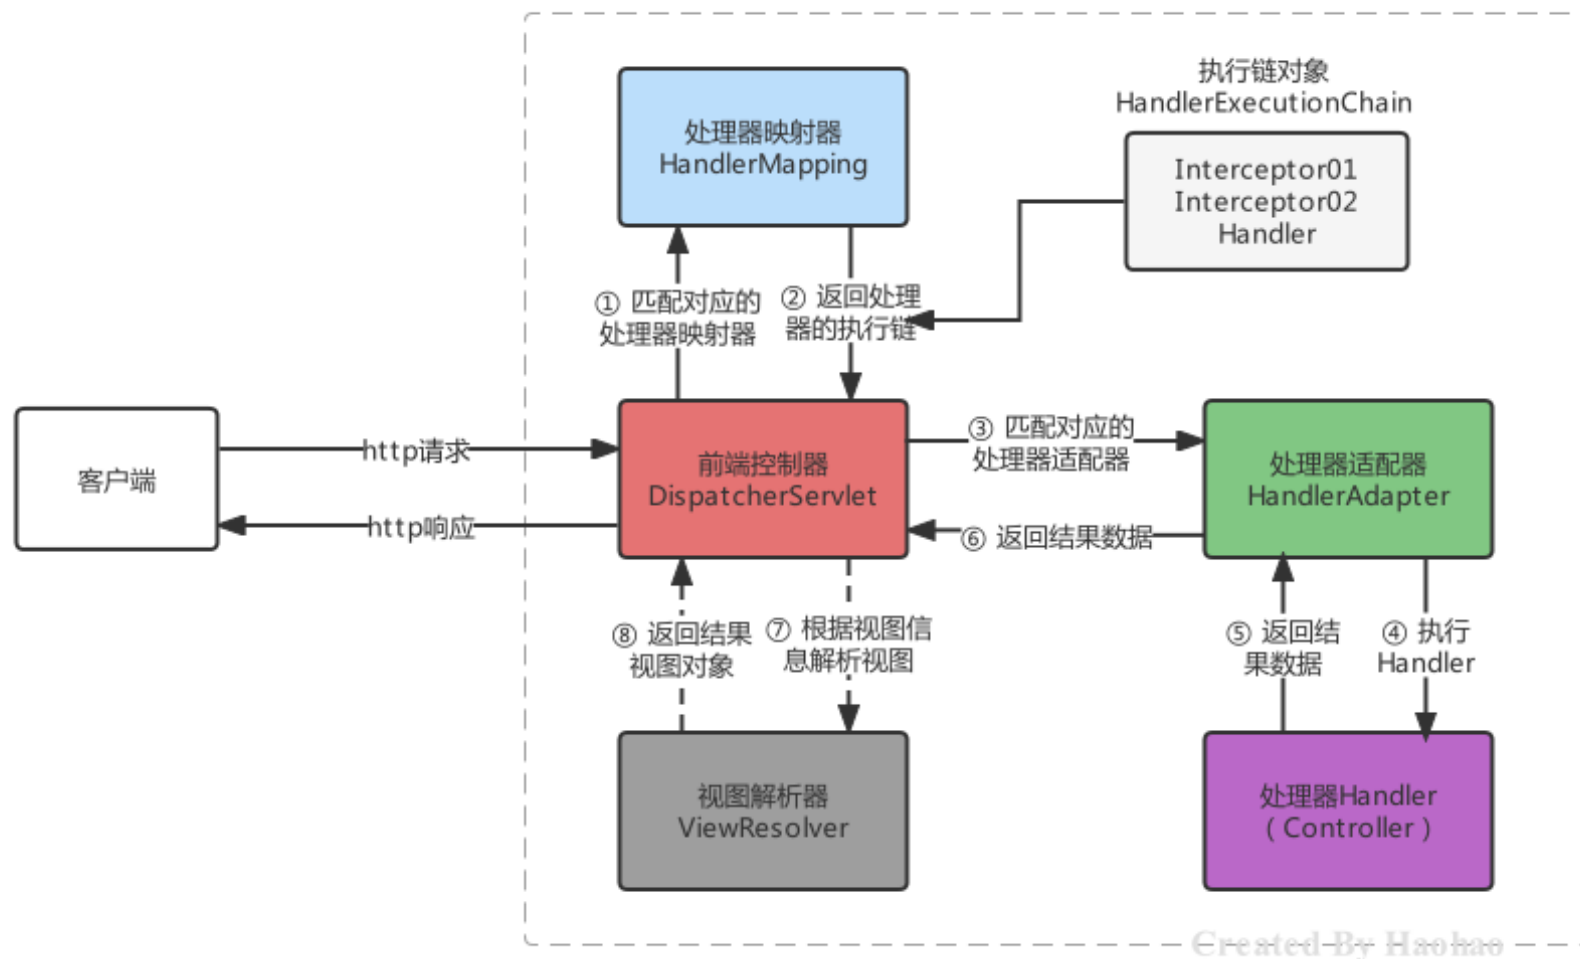 执行链对象
HandlerExecutionChain
处理器映射器
HandlerMapping
Interceptor01
Interceptor02
Handler
① 匹配对应的
处理器映射器
② 返回处理
器的执行链
客户端
http请求
http响应
前端控制器
DispatcherServlet
③ 匹配对应的
处理器适配器
⑥ 返回结果数据
处理器适配器
HandlerAdapter
⑧ 返回结果
视图对象
⑦ 根据视图信
息解析视图
⑤ 返回结
果数据
④ 执行
Handler
视图解析器
ViewResolver
处理器Handler
( Controller )
Created By Haohao